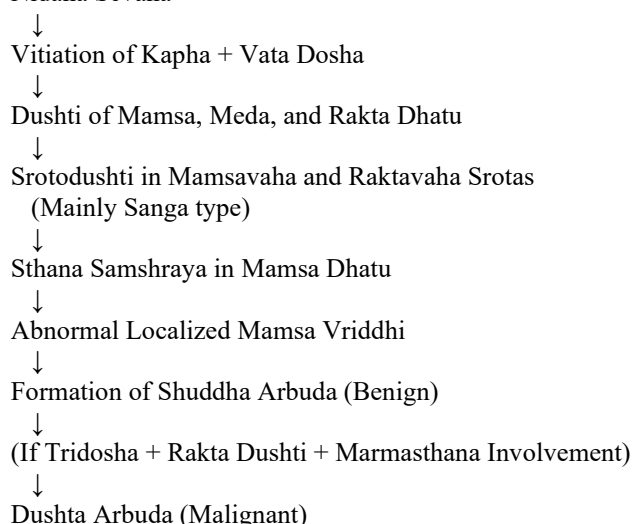 ↓
Vitiation of Kapha + Vata Dosha
↓
Dushti of Mamsa, Meda, and Rakta Dhatu
↓
Srotodushti in Mamsavaha and Raktavaha Srotas
(Mainly Sanga type)
↓
Sthana Samshraya in Mamsa Dhatu
↓
Abnormal Localized Mamsa Vriddhi
↓
Formation of Shuddha Arbuda (Benign)
↓
(If Tridosha + Rakta Dushti + Marmasthana Involvement)
↓
Dushta Arbuda (Malignant)